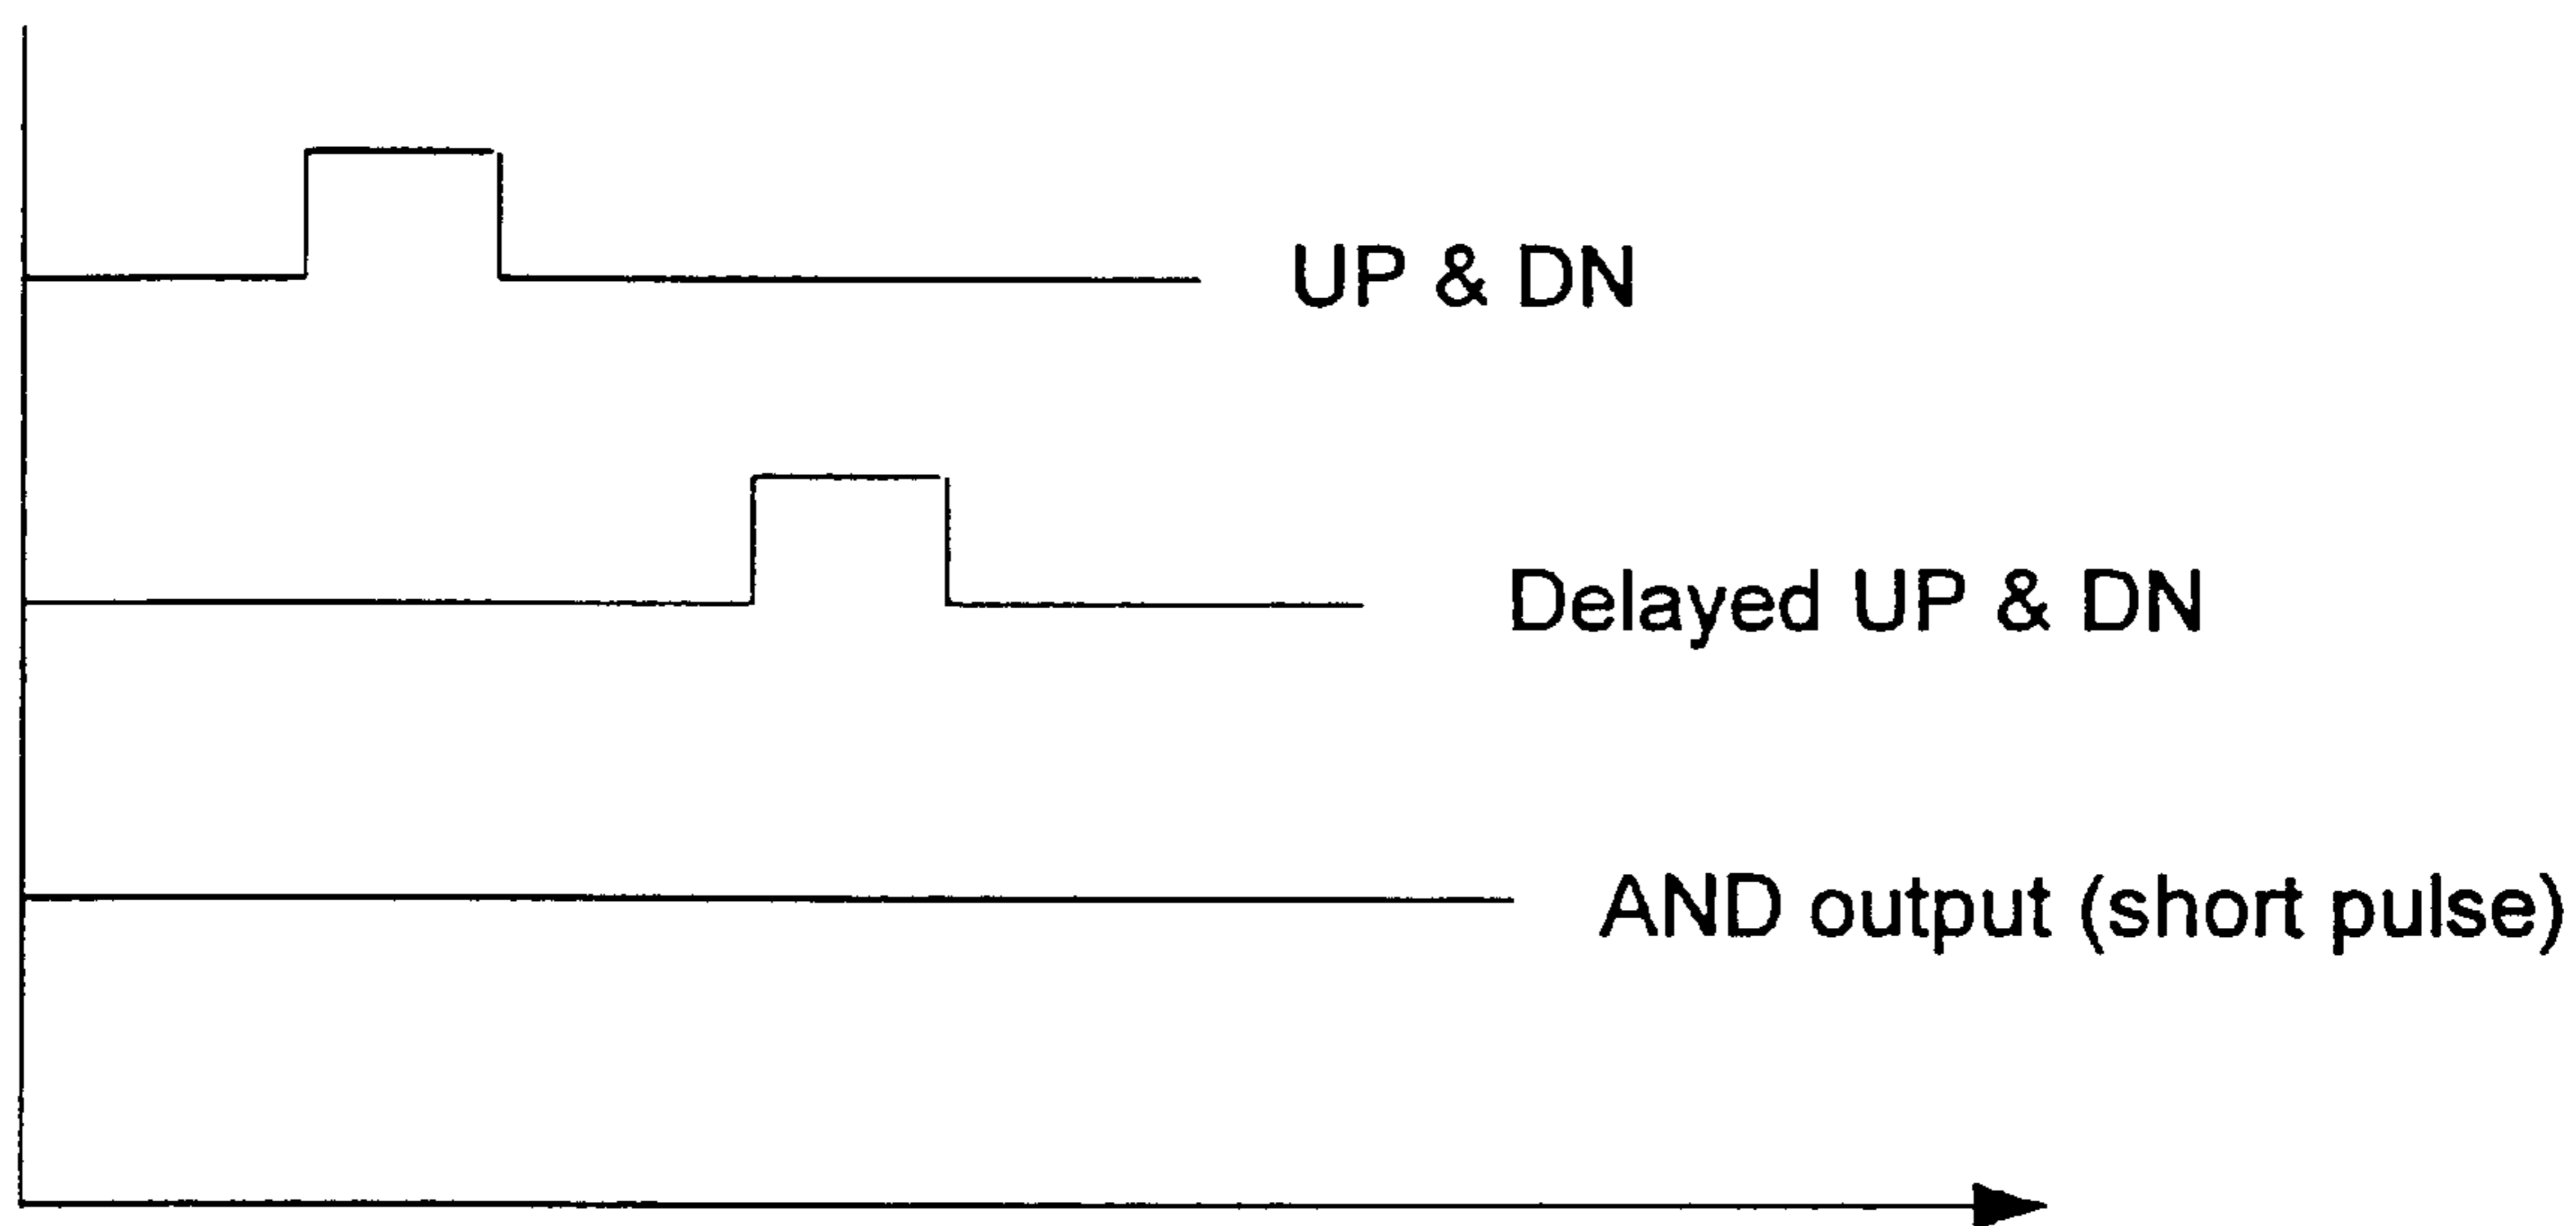 UP & DN
Delayed UP & DN
AND output (short pulse)